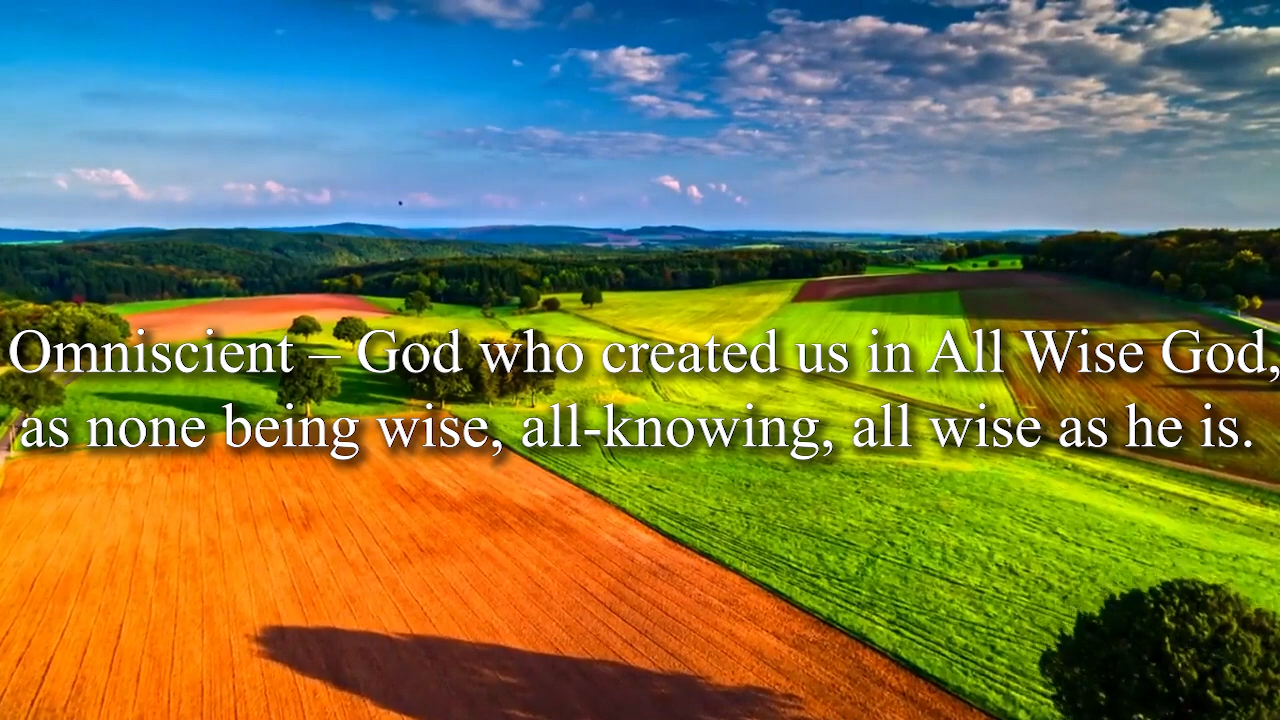 Omniscient – God who created us in All Wise God,
as none being wise, all-knowing, all wise as he is.